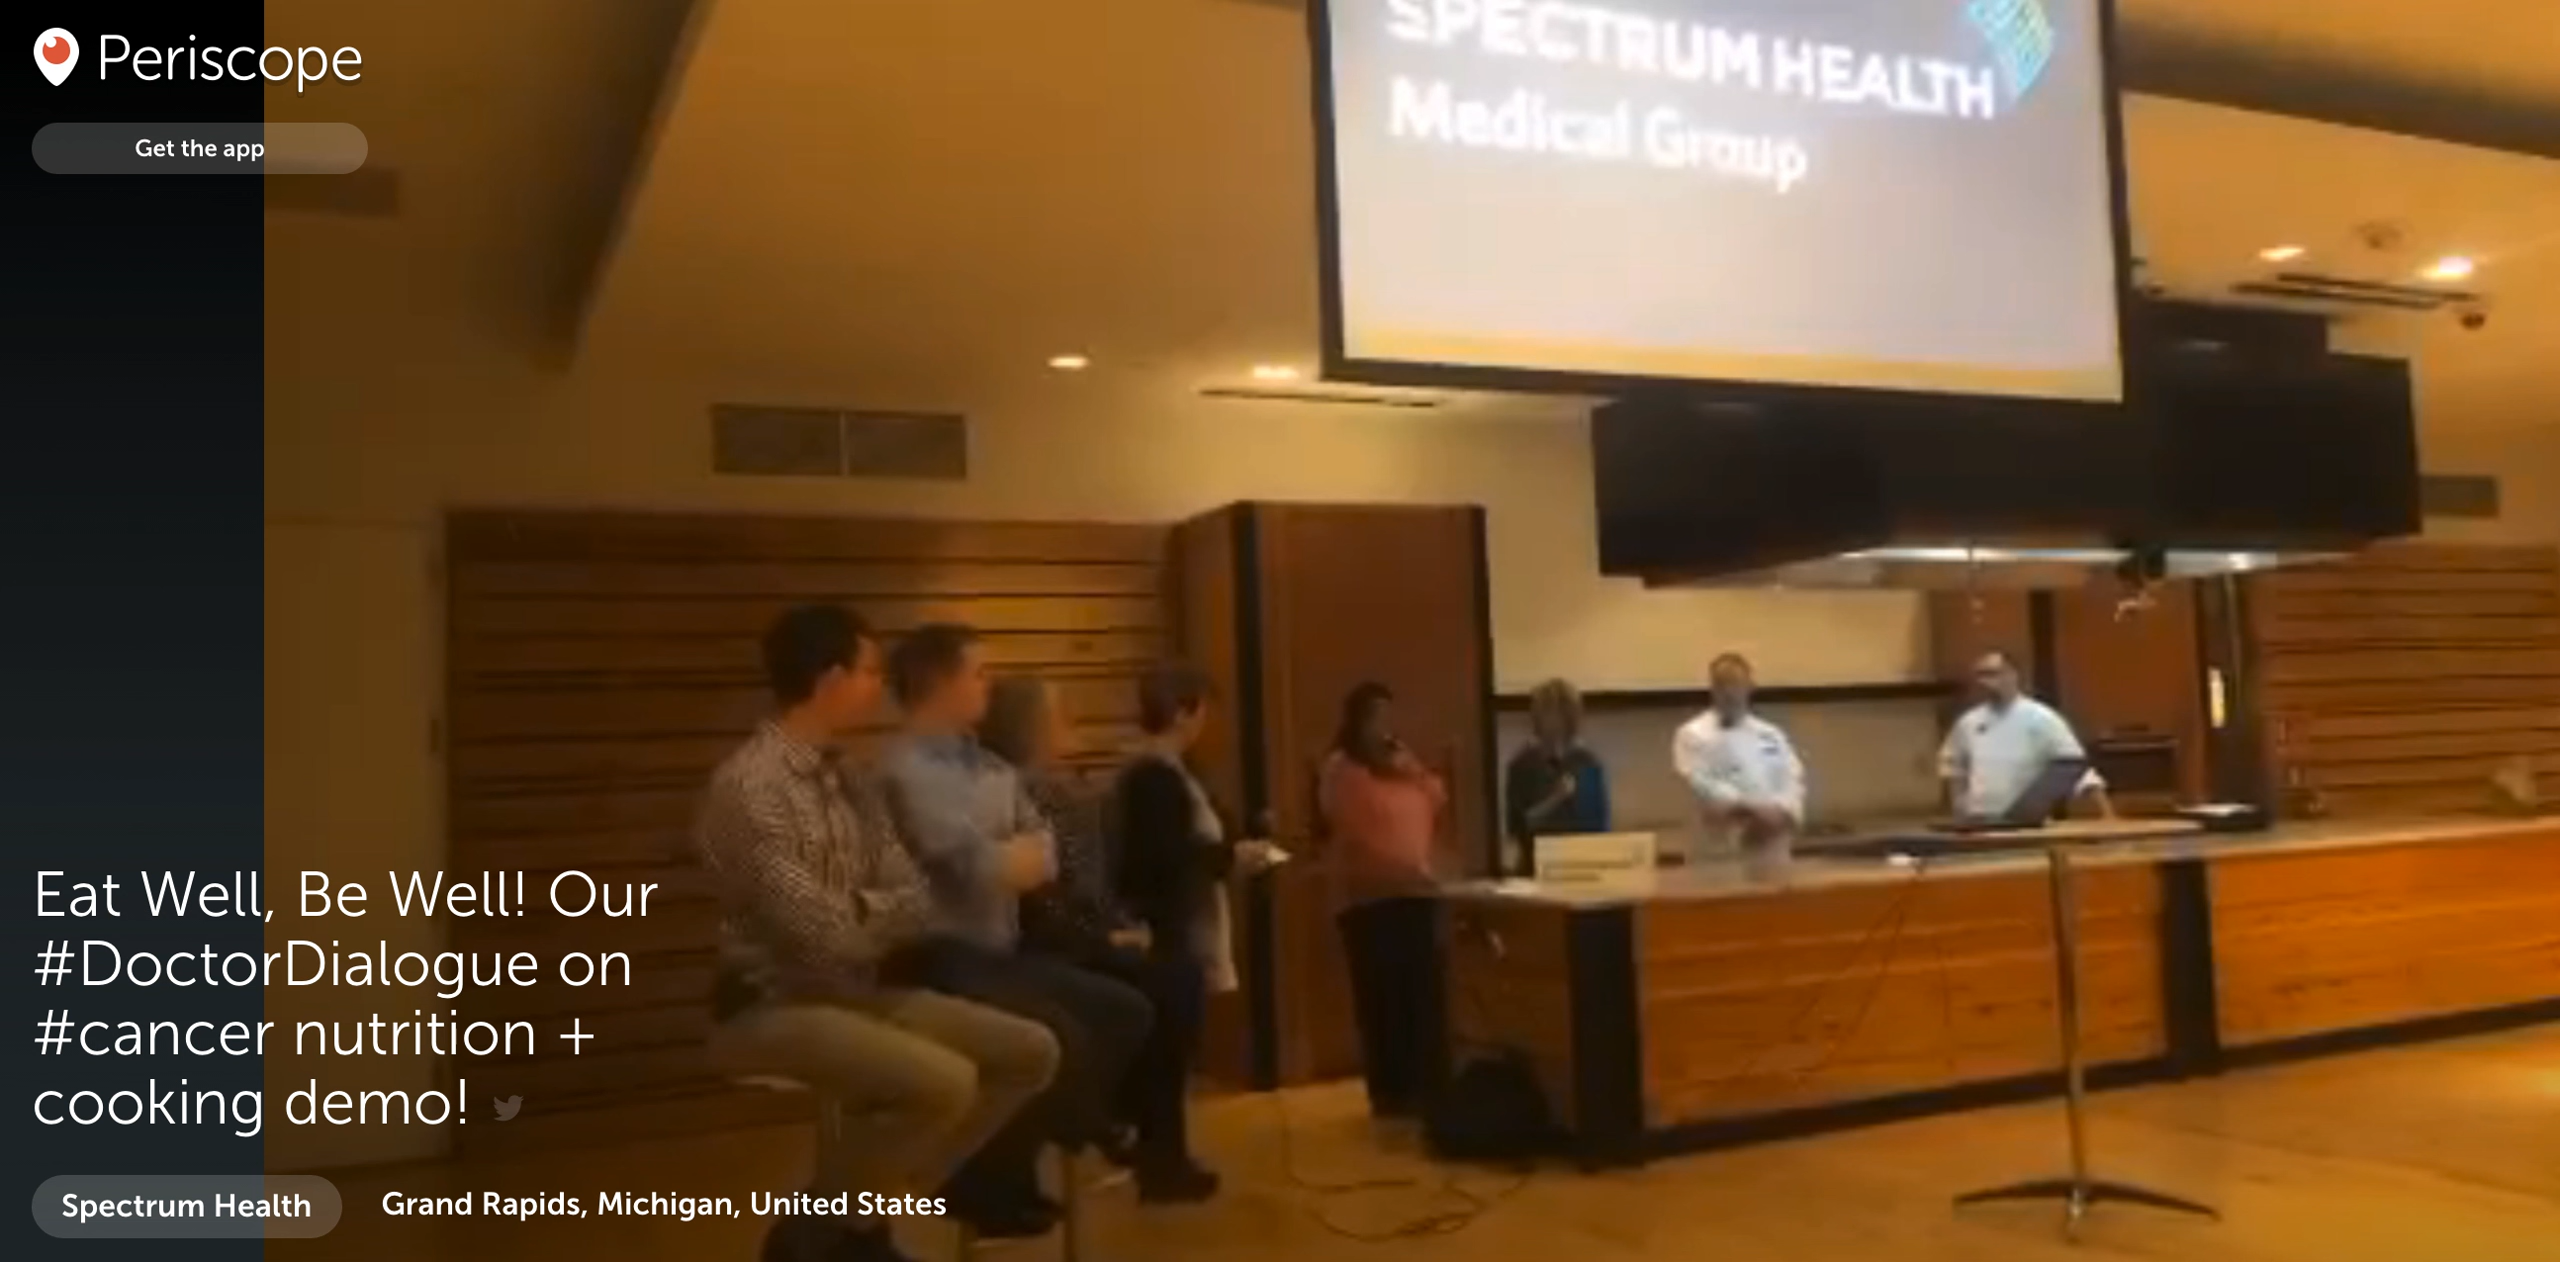 Periscope
Get the app
SPECTRUM HEALTH
Medical Group
Eat Well, Be Well! Our
#DoctorDialogue on
#cancer nutrition +
cooking demo!
Spectrum Health
Grand Rapids, Michigan, United States